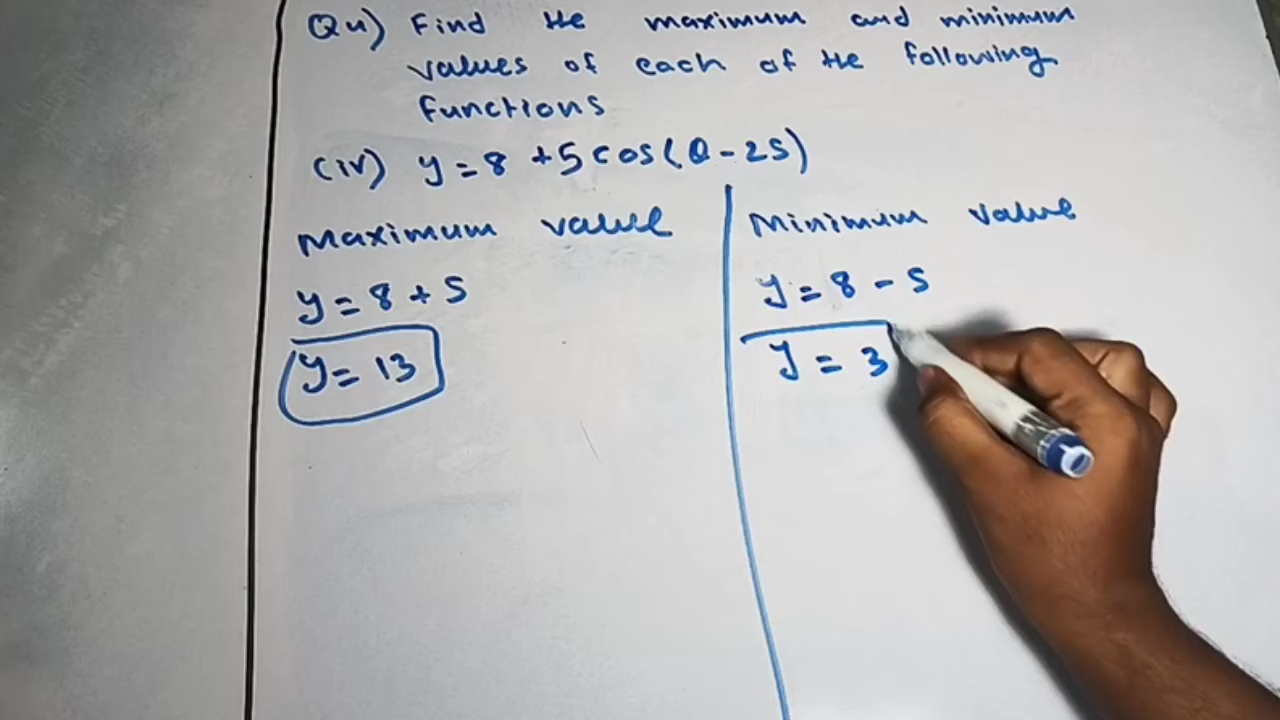 Q4) Find the maximum and minimum
values of each of the following
functions
(iv) y = 8 + 5 cos(θ - 25)
Maximum value
y = 8 + 5
y = 13
Minimum value
y = 8 - 5
y = 3